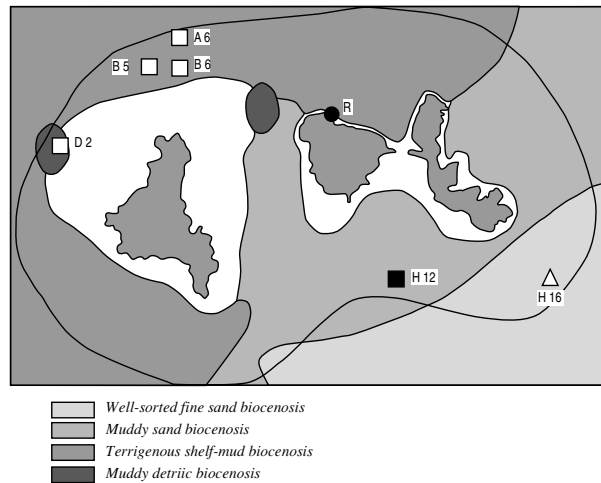 A 6
B 5
B 6
R
D 2
H 12
H 16
Well-sorted fine sand biocenosis
Muddy sand biocenosis
Terrigenous shelf-mud biocenosis
Muddy detriic biocenosis